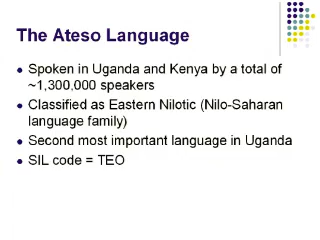 The Ateso Language
Spoken in Uganda and Kenya by a total of
~1,300,000 speakers
Classified as Eastern Nilotic (Nilo-Saharan
language family)
Second most important language in Uganda
SIL code = TEO